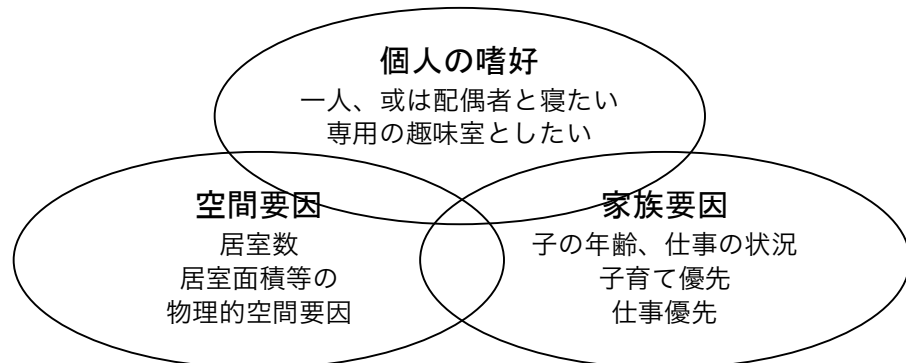 個人の嗜好
一人、或は配偶者と寝たい
専用の趣味室としたい
空間要因
居室数
居室面積等の
物理的空間要因
家族要因
子の年齢、仕事の状況
子育て優先
仕事優先